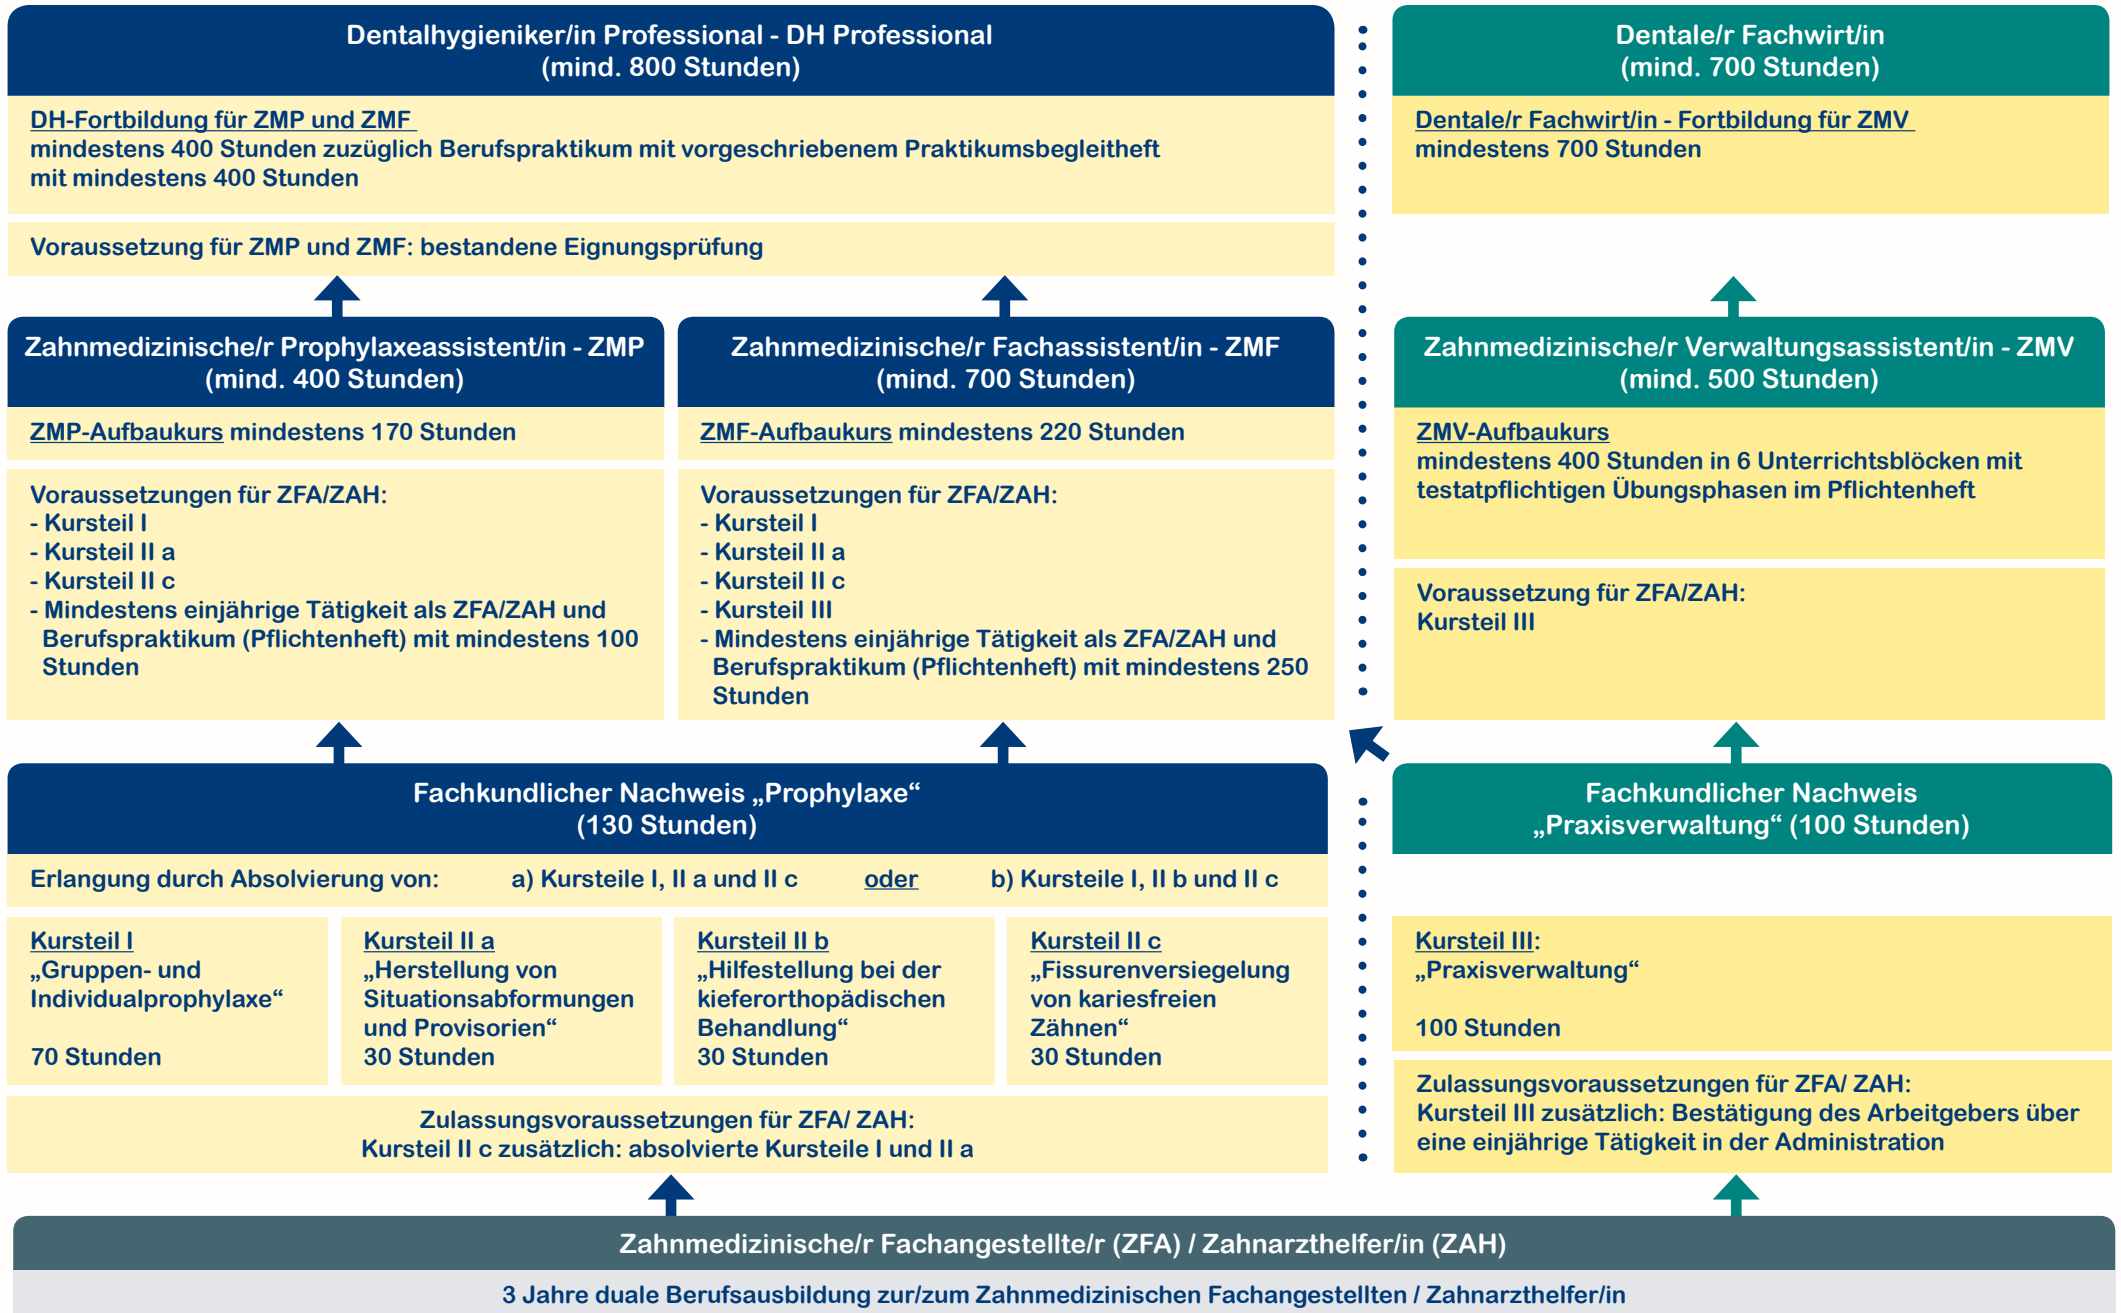 Dentalhygieniker/in Professional - DH Professional
(mind. 800 Stunden)
DH-Fortbildung für ZMP und ZMF
mindestens 400 Stunden zuzüglich Berufspraktikum mit vorgeschriebenem Praktikumsbegleitheft
mit mindestens 400 Stunden
Voraussetzung für ZMP und ZMF: bestandene Eignungsprüfung
Dentale/r Fachwirt/in
(mind. 700 Stunden)
Dentale/r Fachwirt/in - Fortbildung für ZMV
mindestens 700 Stunden
Zahnmedizinische/r Prophylaxeassistent/in - ZMP
(mind. 400 Stunden)
ZMP-Aufbaukurs mindestens 170 Stunden
Voraussetzungen für ZFA/ZAH:
- Kursteil I
- Kursteil II a
- Kursteil II c
- Mindestens einjährige Tätigkeit als ZFA/ZAH und
Berufspraktikum (Pflichtenheft) mit mindestens 100
Stunden
Zahnmedizinische/r Fachassistent/in - ZMF
(mind. 700 Stunden)
ZMF-Aufbaukurs mindestens 220 Stunden
Voraussetzungen für ZFA/ZAH:
- Kursteil I
- Kursteil II a
- Kursteil II c
- Kursteil III
- Mindestens einjährige Tätigkeit als ZFA/ZAH und
Berufspraktikum (Pflichtenheft) mit mindestens 250
Stunden
Zahnmedizinische/r Verwaltungsassistent/in - ZMV
(mind. 500 Stunden)
ZMV-Aufbaukurs
mindestens 400 Stunden in 6 Unterrichtsblöcken mit
testatpflichtigen Übungsphasen im Pflichtenheft
Voraussetzung für ZFA/ZAH:
Kursteil III
Fachkundlicher Nachweis „Prophylaxe“
(130 Stunden)
Erlangung durch Absolvierung von: a) Kursteile I, II a und II c oder b) Kursteile I, II b und II c
Kursteil I
„Gruppen- und
Individualprophylaxe“
70 Stunden
Kursteil II a
„Herstellung von
Situationsabformungen
und Provisorien“
30 Stunden
Kursteil II b
„Hilfestellung bei der
kieferorthopädischen
Behandlung“
30 Stunden
Kursteil II c
„Fissurenversiegelung
von kariesfreien
Zähnen“
30 Stunden
Zulassungsvoraussetzungen für ZFA/ ZAH:
Kursteil II c zusätzlich: absolvierte Kursteile I und II a
Fachkundlicher Nachweis
„Praxisverwaltung“ (100 Stunden)
Kursteil III:
„Praxisverwaltung“
100 Stunden
Zulassungsvoraussetzungen für ZFA/ ZAH:
Kursteil III zusätzlich: Bestätigung des Arbeitgebers über
eine einjährige Tätigkeit in der Administration
Zahnmedizinische/r Fachangestellte/r (ZFA) / Zahnarzthelfer/in (ZAH)
3 Jahre duale Berufsausbildung zur/zum Zahnmedizinischen Fachangestellten / Zahnarzthelfer/in